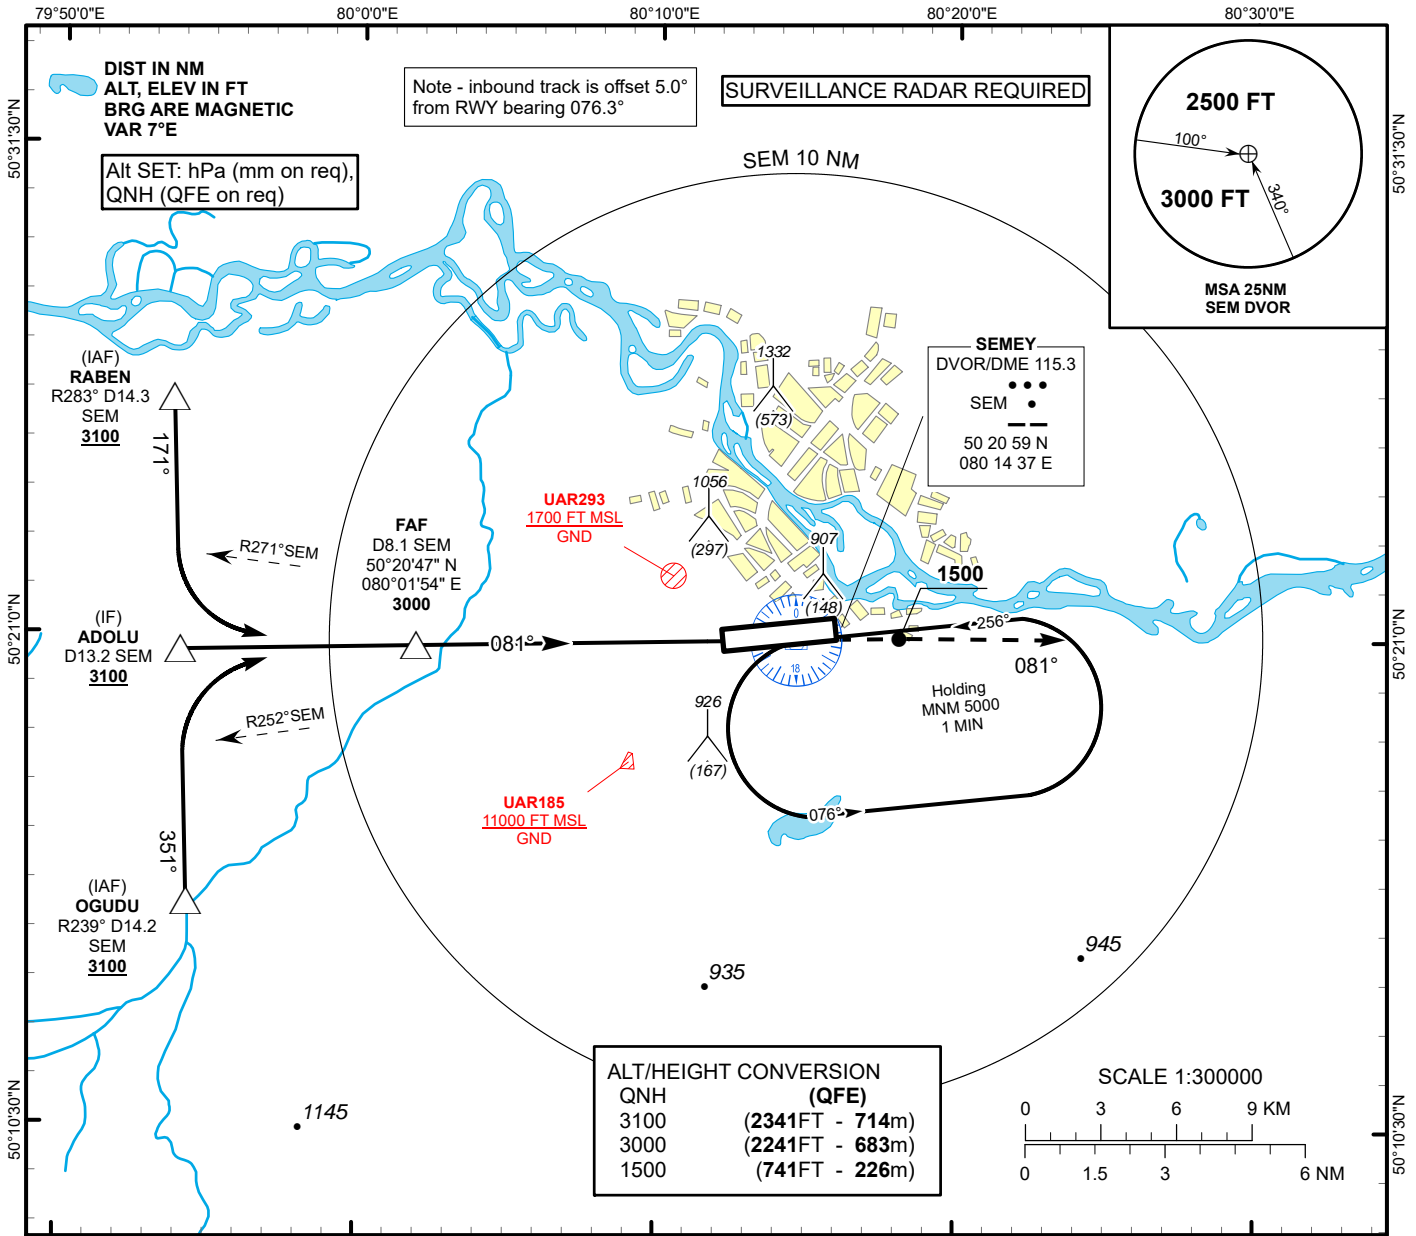 79°50'0"E
80°0'0"E
80°10'0"E
80°20'0"E
80°30'0"E
DIST IN NM
ALT, ELEV IN FT
BRG ARE MAGNETIC
VAR 7°E
Note - inbound track is offset 5.0°
from RWY bearing 076.3°
SURVEILLANCE RADAR REQUIRED
2500 FT
100°
3000 FT
340°
MSA 25NM
SEM DVOR
50°31'30"N
50°31'30"N
Alt SET: hPa (mm on req),
QNH (QFE on req)
SEM 10 NM
(IAF)
RABEN
R283° D14.3
SEM
3100
171°
1332
(573)
SEMEY
DVOR/DME 115.3
SEM
50 20 59 N
080 14 37 E
1056
(297)
UAR293
1700 FT MSL
GND
FAF
D8.1 SEM
50°20'47" N
080°01'54" E
3000
R271°SEM
907
(148)
1500
256°
081°
081°
0
18
(IF)
ADOLU
D13.2 SEM
3100
50°21'0"N
50°21'0"N
R252°SEM
926
(167)
Holding
MNM 5000
1 MIN
076°
UAR185
11000 FT MSL
GND
351°
(IAF)
OGUDU
R239° D14.2
SEM
3100
935
945
1145
ALT/HEIGHT CONVERSION
QNH (QFE)
3100 (2341FT - 714m)
3000 (2241FT - 683m)
1500 (741FT - 226m)
SCALE 1:300000
0 3 6 9 KM
0 1.5 3 6 NM
50°10'30"N
50°10'30"N